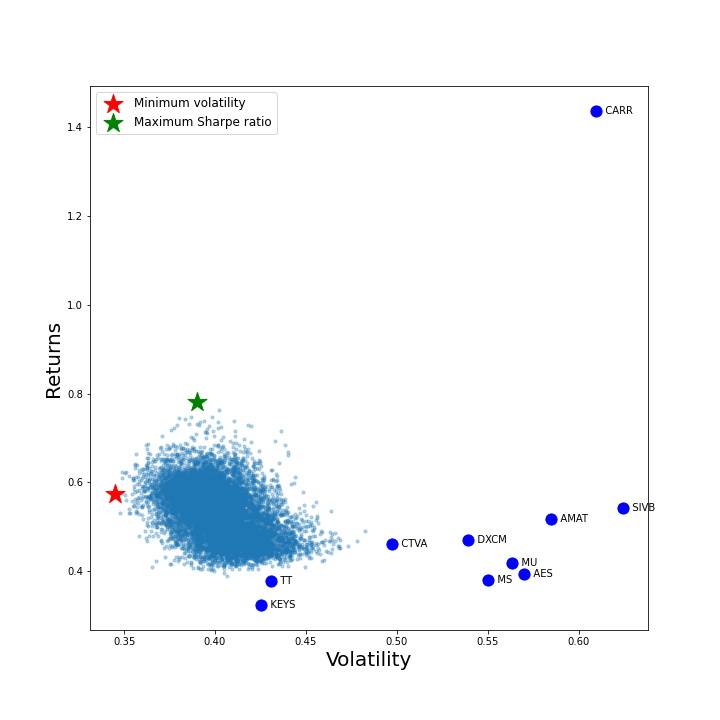 Minimum volatility
Maximum Sharpe ratio
CARR
1.4
1.2
1.0
0.8
0.6
0.4
Returns
SIVB
AMAT
CTVA
DXCM
MU
AES
MS
TT
KEYS
0.35
0.40
0.45
0.50
0.55
0.60
Volatility